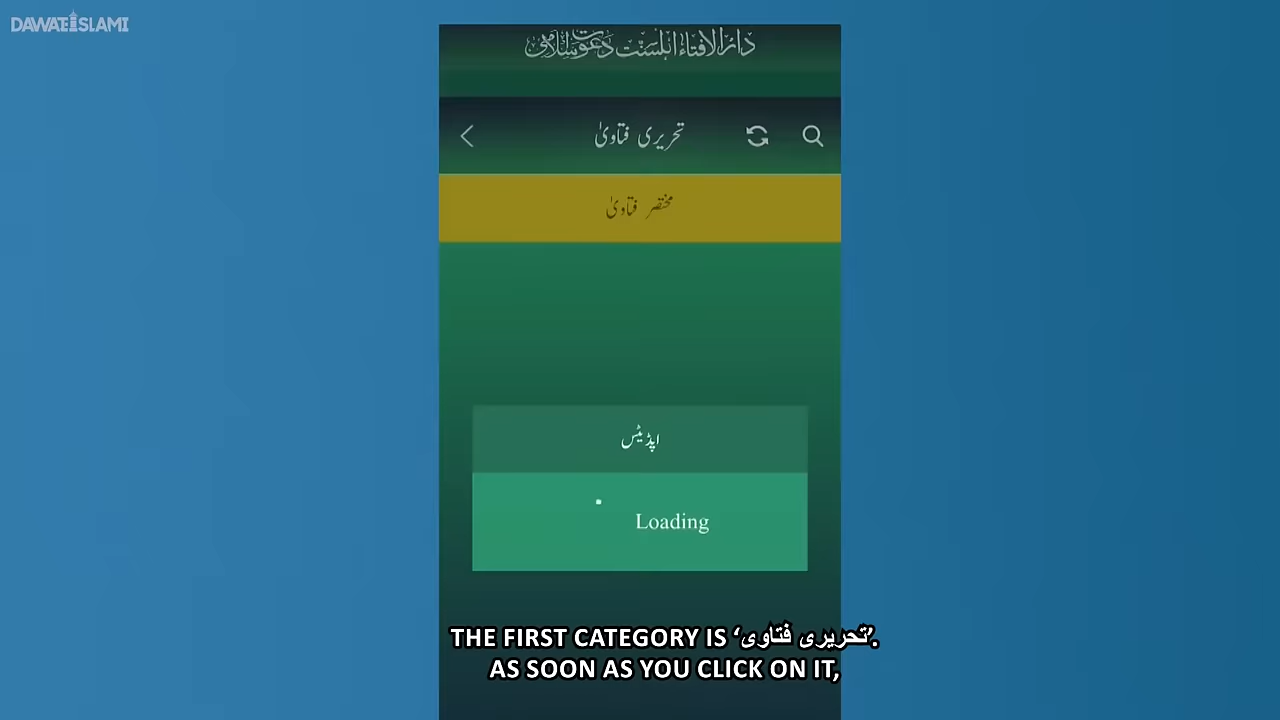 DAWATEISLAMI
دارالافتاء اہلسنت دعوت اسلامی
تحریری فتاویٰ
مختصر فتاویٰ
اپڈیٹس
Loading
THE FIRST CATEGORY IS ‘تحریری فتاوی’.
AS SOON AS YOU CLICK ON IT,